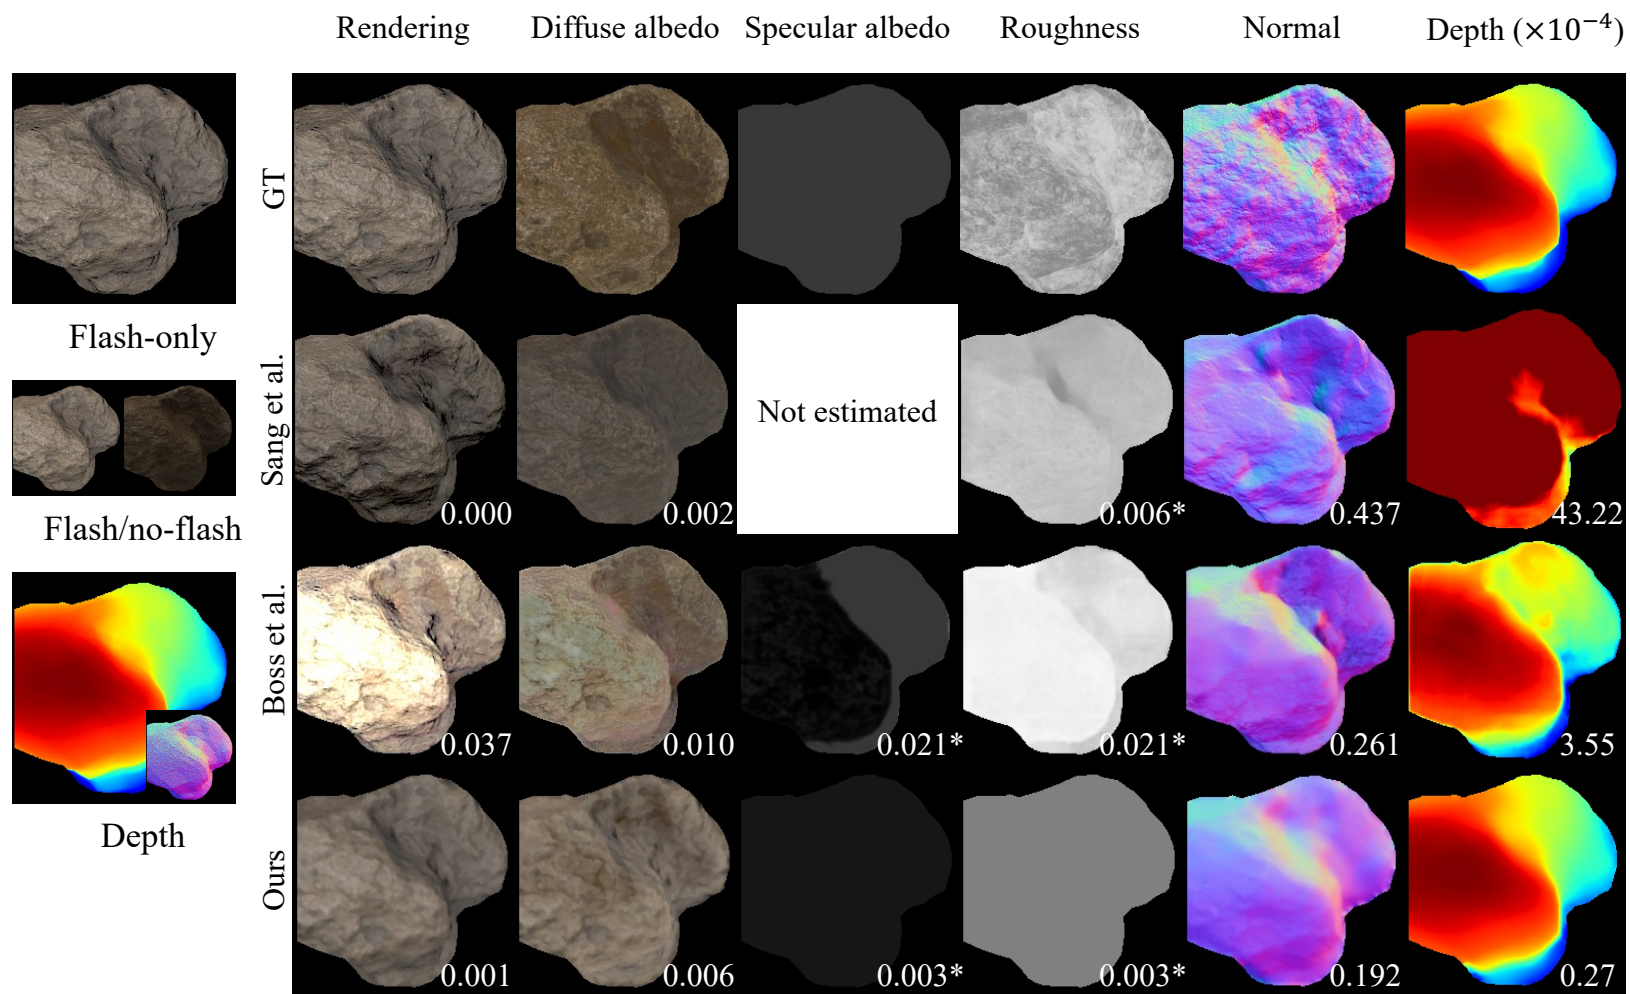 Rendering Diffuse albedo Specular albedo Roughness Normal Depth (×10⁻⁴)
GT
Flash-only
Sang et al.
Not estimated
0.000 0.002 0.006* 0.437 43.22
Flash/no-flash
Boss et al.
0.037 0.010 0.021* 0.021* 0.261 3.55
Depth
Ours
0.001 0.006 0.003* 0.003* 0.192 0.27